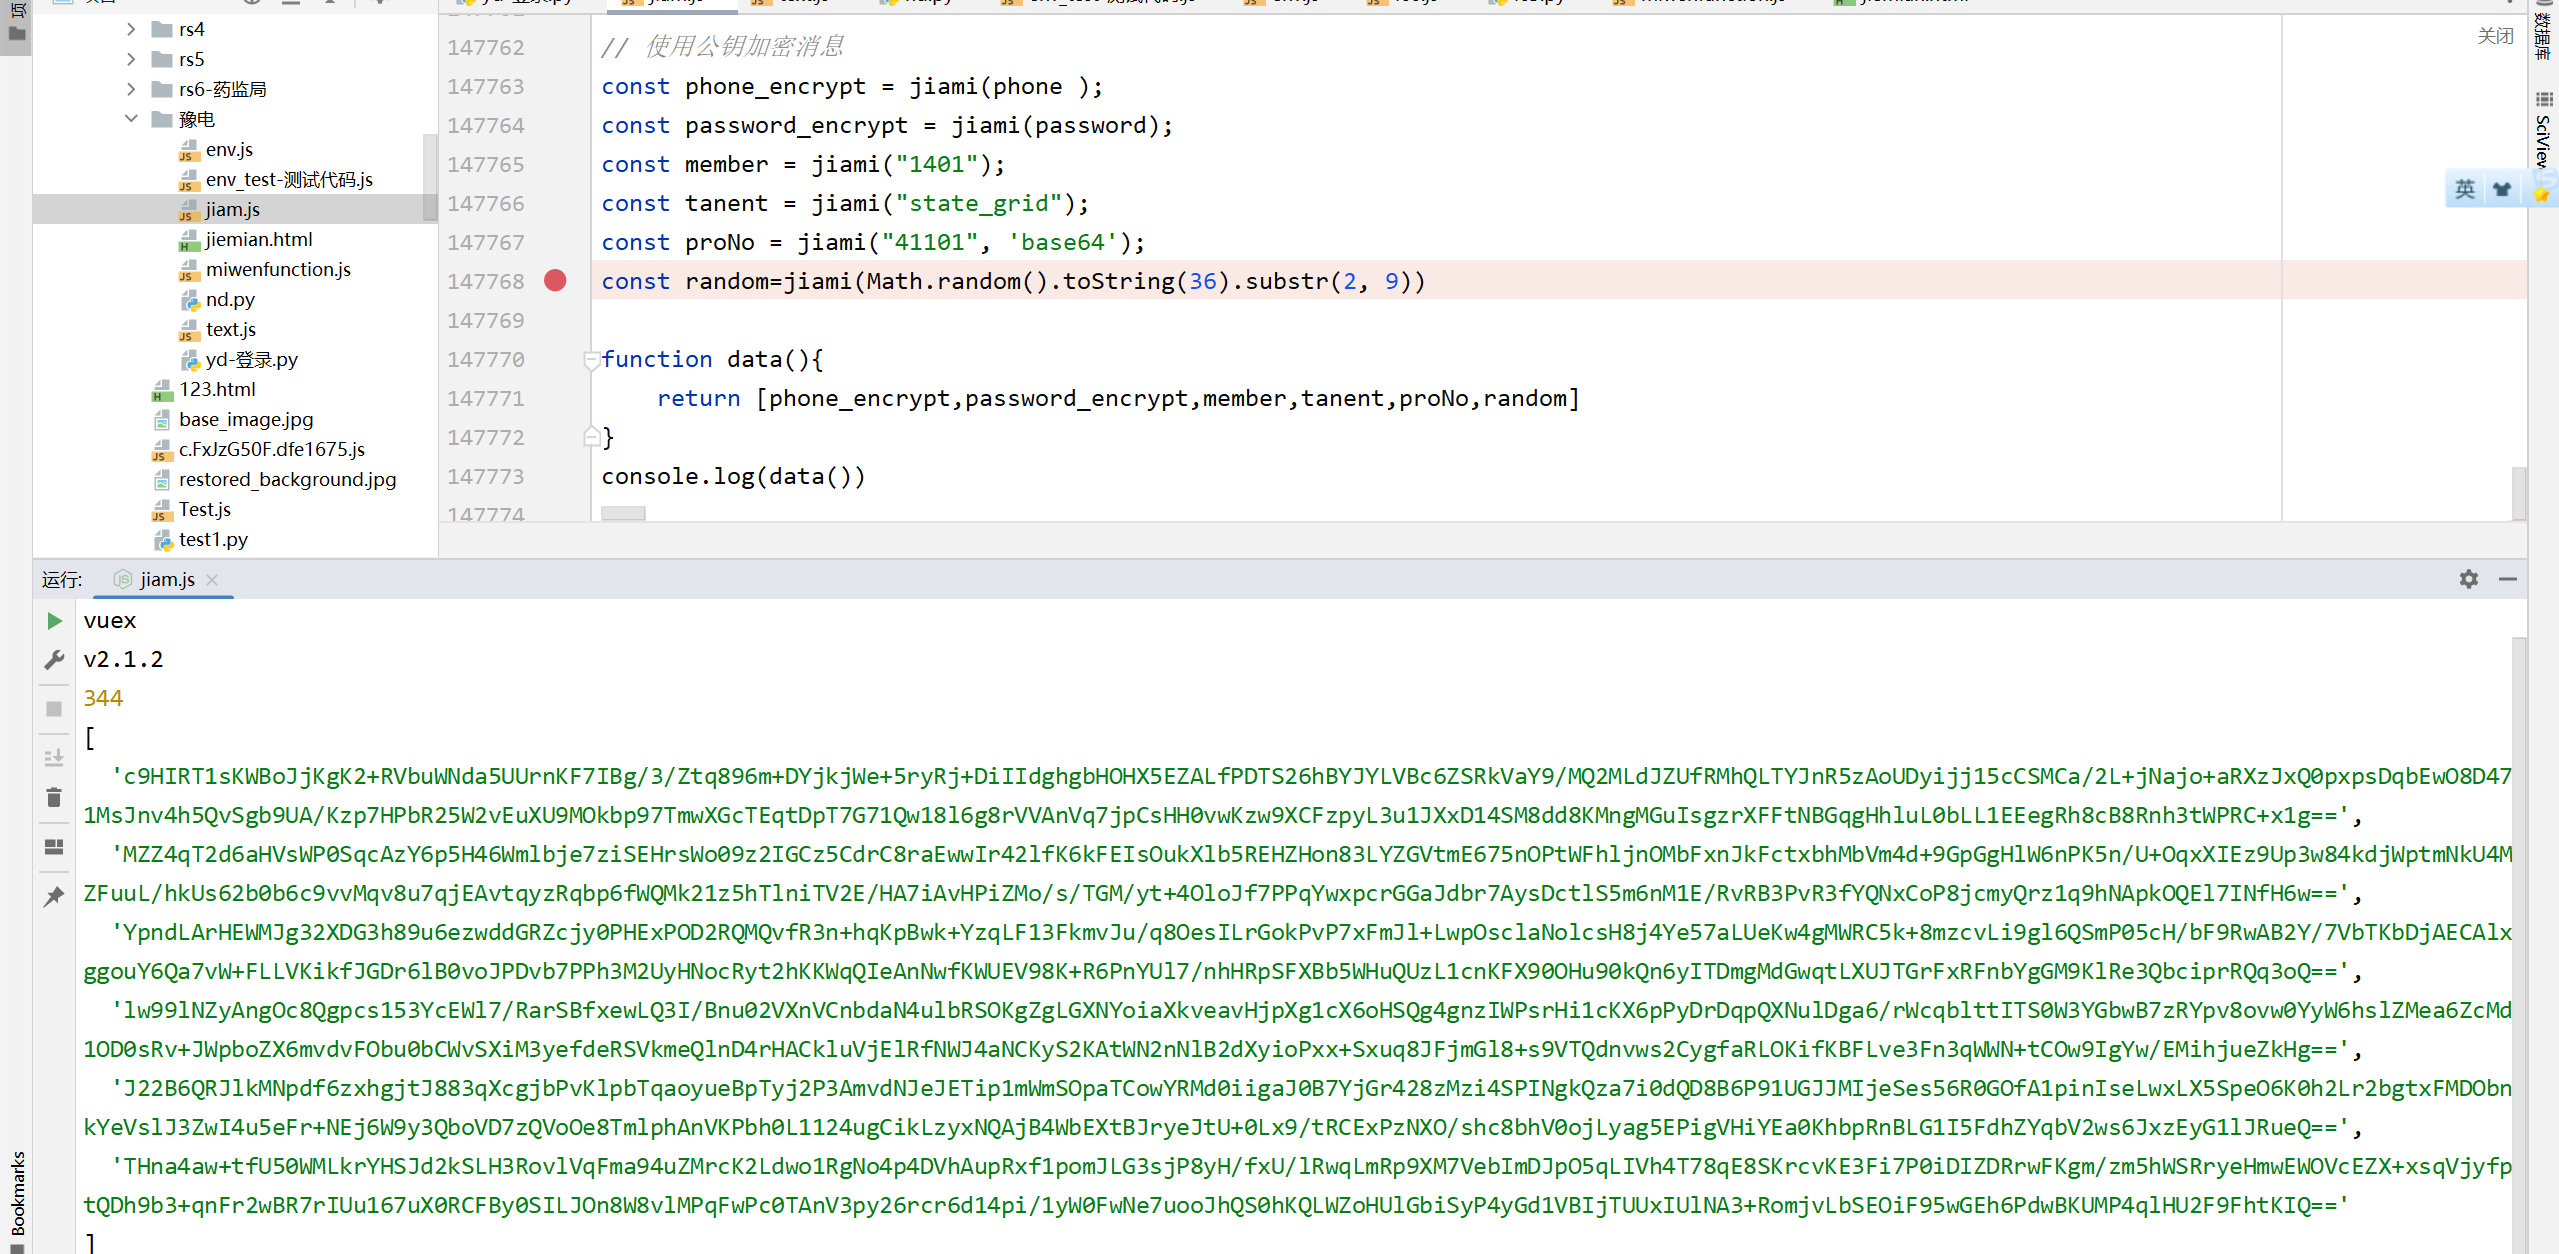 rs4
rs5
rs6-药监局
豫电
env.js
env_test-测试代码.js
jiam.js
jiemian.html
miwenfunction.js
nd.py
text.js
yd-登录.py
123.html
base_image.jpg
c.FxJzG50F.dfe1675.js
restored_background.jpg
Test.js
test1.py
147762 // 使用公钥加密消息
147763 const phone_encrypt = jiami(phone );
147764 const password_encrypt = jiami(password);
147765 const member = jiami("1401");
147766 const tanent = jiami("state_grid");
147767 const proNo = jiami("41101", 'base64');
147768 const random=jiami(Math.random().toString(36).substr(2, 9))
147769
147770 function data(){
147771 return [phone_encrypt,password_encrypt,member,tanent,proNo,random]
147772 }
147773 console.log(data())
147774
关闭
数据库
SciView
英
运行: jiam.js
vuex
v2.1.2
344
[
'c9HIRT1sKWBoJjKgK2+RVbuWNda5UUrnKF7IBg/3/Ztq896m+DYjkjWe+5ryRj+DiIIdghgbHOHX5EZALfPDTS26hBYJYLVBc6ZSRkVaY9/MQ2MLdJZUfRMhQLTYJnR5zAoUDyijj15cCSMCa/2L+jNajo+aRXzJxQ0pxpsDqbEwO8D47
1MsJnv4h5QvSgb9UA/Kzp7HPbR25W2vEuXU9MOkbp97TmwXGcTEqtDpT7G71Qw18l6g8rVVAnVq7jpCsHH0vwKzw9XCFzpyL3u1JXxD14SM8dd8KMngMGuIsgzrXFFtNBGqgHhluL0bLL1EEegRh8cB8Rnh3tWPRC+x1g==',
'MZZ4qT2d6aHVsWP0SqcAzY6p5H46Wmlbje7ziSEHrsWo09z2IGCz5CdrC8raEwwIr42lfK6kFEIsOukXlb5REHZHon83LYZGVtmE675nOPtWFhljnOMbFxnJkFctxbhMbVm4d+9GpGgHlW6nPK5n/U+OqxXIEz9Up3w84kdjWptmNkU4M
ZFuuL/hkUs62b0b6c9vvMqv8u7qjEAvtqyzRqbp6fWQMk21z5hTlniTV2E/HA7iAvHPiZMo/s/TGM/yt+4OloJf7PPqYwxpcrGGaJdbr7AysDctlS5m6nM1E/RvRB3PvR3fYQNxCoP8jcmyQrz1q9hNApkOQEl7INfH6w==',
'YpndLArHEWMJg32XDG3h89u6ezwddGRZcjy0PHExPOD2RQMQvfR3n+hqKpBwk+YzqLF13FkmvJu/q8OesILrGokPvP7xFmJl+LwpOsclaNolcsH8j4Ye57aLUeKw4gMWRC5k+8mzcvLi9gl6QSmP05cH/bF9RwAB2Y/7VbTKbDjAECAlx
ggouY6Qa7vW+FLLVKikfJGDr6lB0voJPDvb7PPh3M2UyHNocRyt2hKKWqQIeAnNwfKWUEV98K+R6PnYUl7/nhHRpSFXBb5WHuQUzL1cnKFX90OHu90kQn6yITDmgMdGwqtLXUJTGrFxRFnbYgGM9KlRe3QbciprRQq3oQ==',
'lw99lNZyAngOc8Qgpcs153YcEWl7/RarSBfxewLQ3I/Bnu02VXnVCnbdaN4ulbRSOKgZgLGXNYoiaXkveavHjpXg1cX6oHSQg4gnzIWPsrHi1cKX6pPyDrDqpQXNulDga6/rWcqblttITS0W3YGbwB7zRYpv8ovw0YyW6hslZMea6ZcMd
1OD0sRv+JWpboZX6mvdvFObu0bCWvSXiM3yefdeRSVkmeQlnD4rHACkluVjElRfNWJ4aNCKyS2KAtWN2nNlB2dXyioPxx+Sxuq8JFjmGl8+s9VTQdnvws2CygfaRLOKifKBFLve3Fn3qWWN+tCOw9IgYw/EMihjueZkHg==',
'J22B6QRJlkMNpdf6zxhgjtJ883qXcgjbPvKlpbTqaoyueBpTyj2P3AmvdNJeJETip1mWmSOpaTCowYRMd0iigaJ0B7YjGr428zMzi4SPINgkQza7i0dQD8B6P91UGJJMIjeSes56R0GOfA1pinIseLwxLX5SpeO6K0h2Lr2bgtxFMDObn
kYeVslJ3ZwI4u5eFr+NEj6W9y3QboVD7zQVoOe8TmlphAnVKPbh0L1124ugCikLzyxNQAjB4WbEXtBJryeJtU+0Lx9/tRCExPzNXO/shc8bhV0ojLyag5EPigVHiYEa0KhbpRnBLG1I5FdhZYqbV2ws6JxzEyG1lJRueQ==',
'THna4aw+tfU50WMLkrYHSJd2kSLH3RovlVqFma94uZMrcK2Ldwo1RgNo4p4DVhAupRxf1pomJLG3sjP8yH/fxU/lRwqLmRp9XM7VebImDJpO5qLIVh4T78qE8SKrcvKE3Fi7P0iDIZDRrwFKgm/zm5hWSRryeHmwEWOVcEZX+xsqVjyfp
tQDh9b3+qnFr2wBR7rIUu167uX0RCFBy0SILJOn8W8vlMPqFwPc0TAnV3py26rcr6d14pi/1yW0FwNe7uooJhQS0hKQLWZoHUlGbiSyP4yGd1VBIjTUUxIUlNA3+RomjvLbSEOiF95wGEh6PdwBKUMP4qlHU2F9FhtKIQ=='
]
Bookmarks